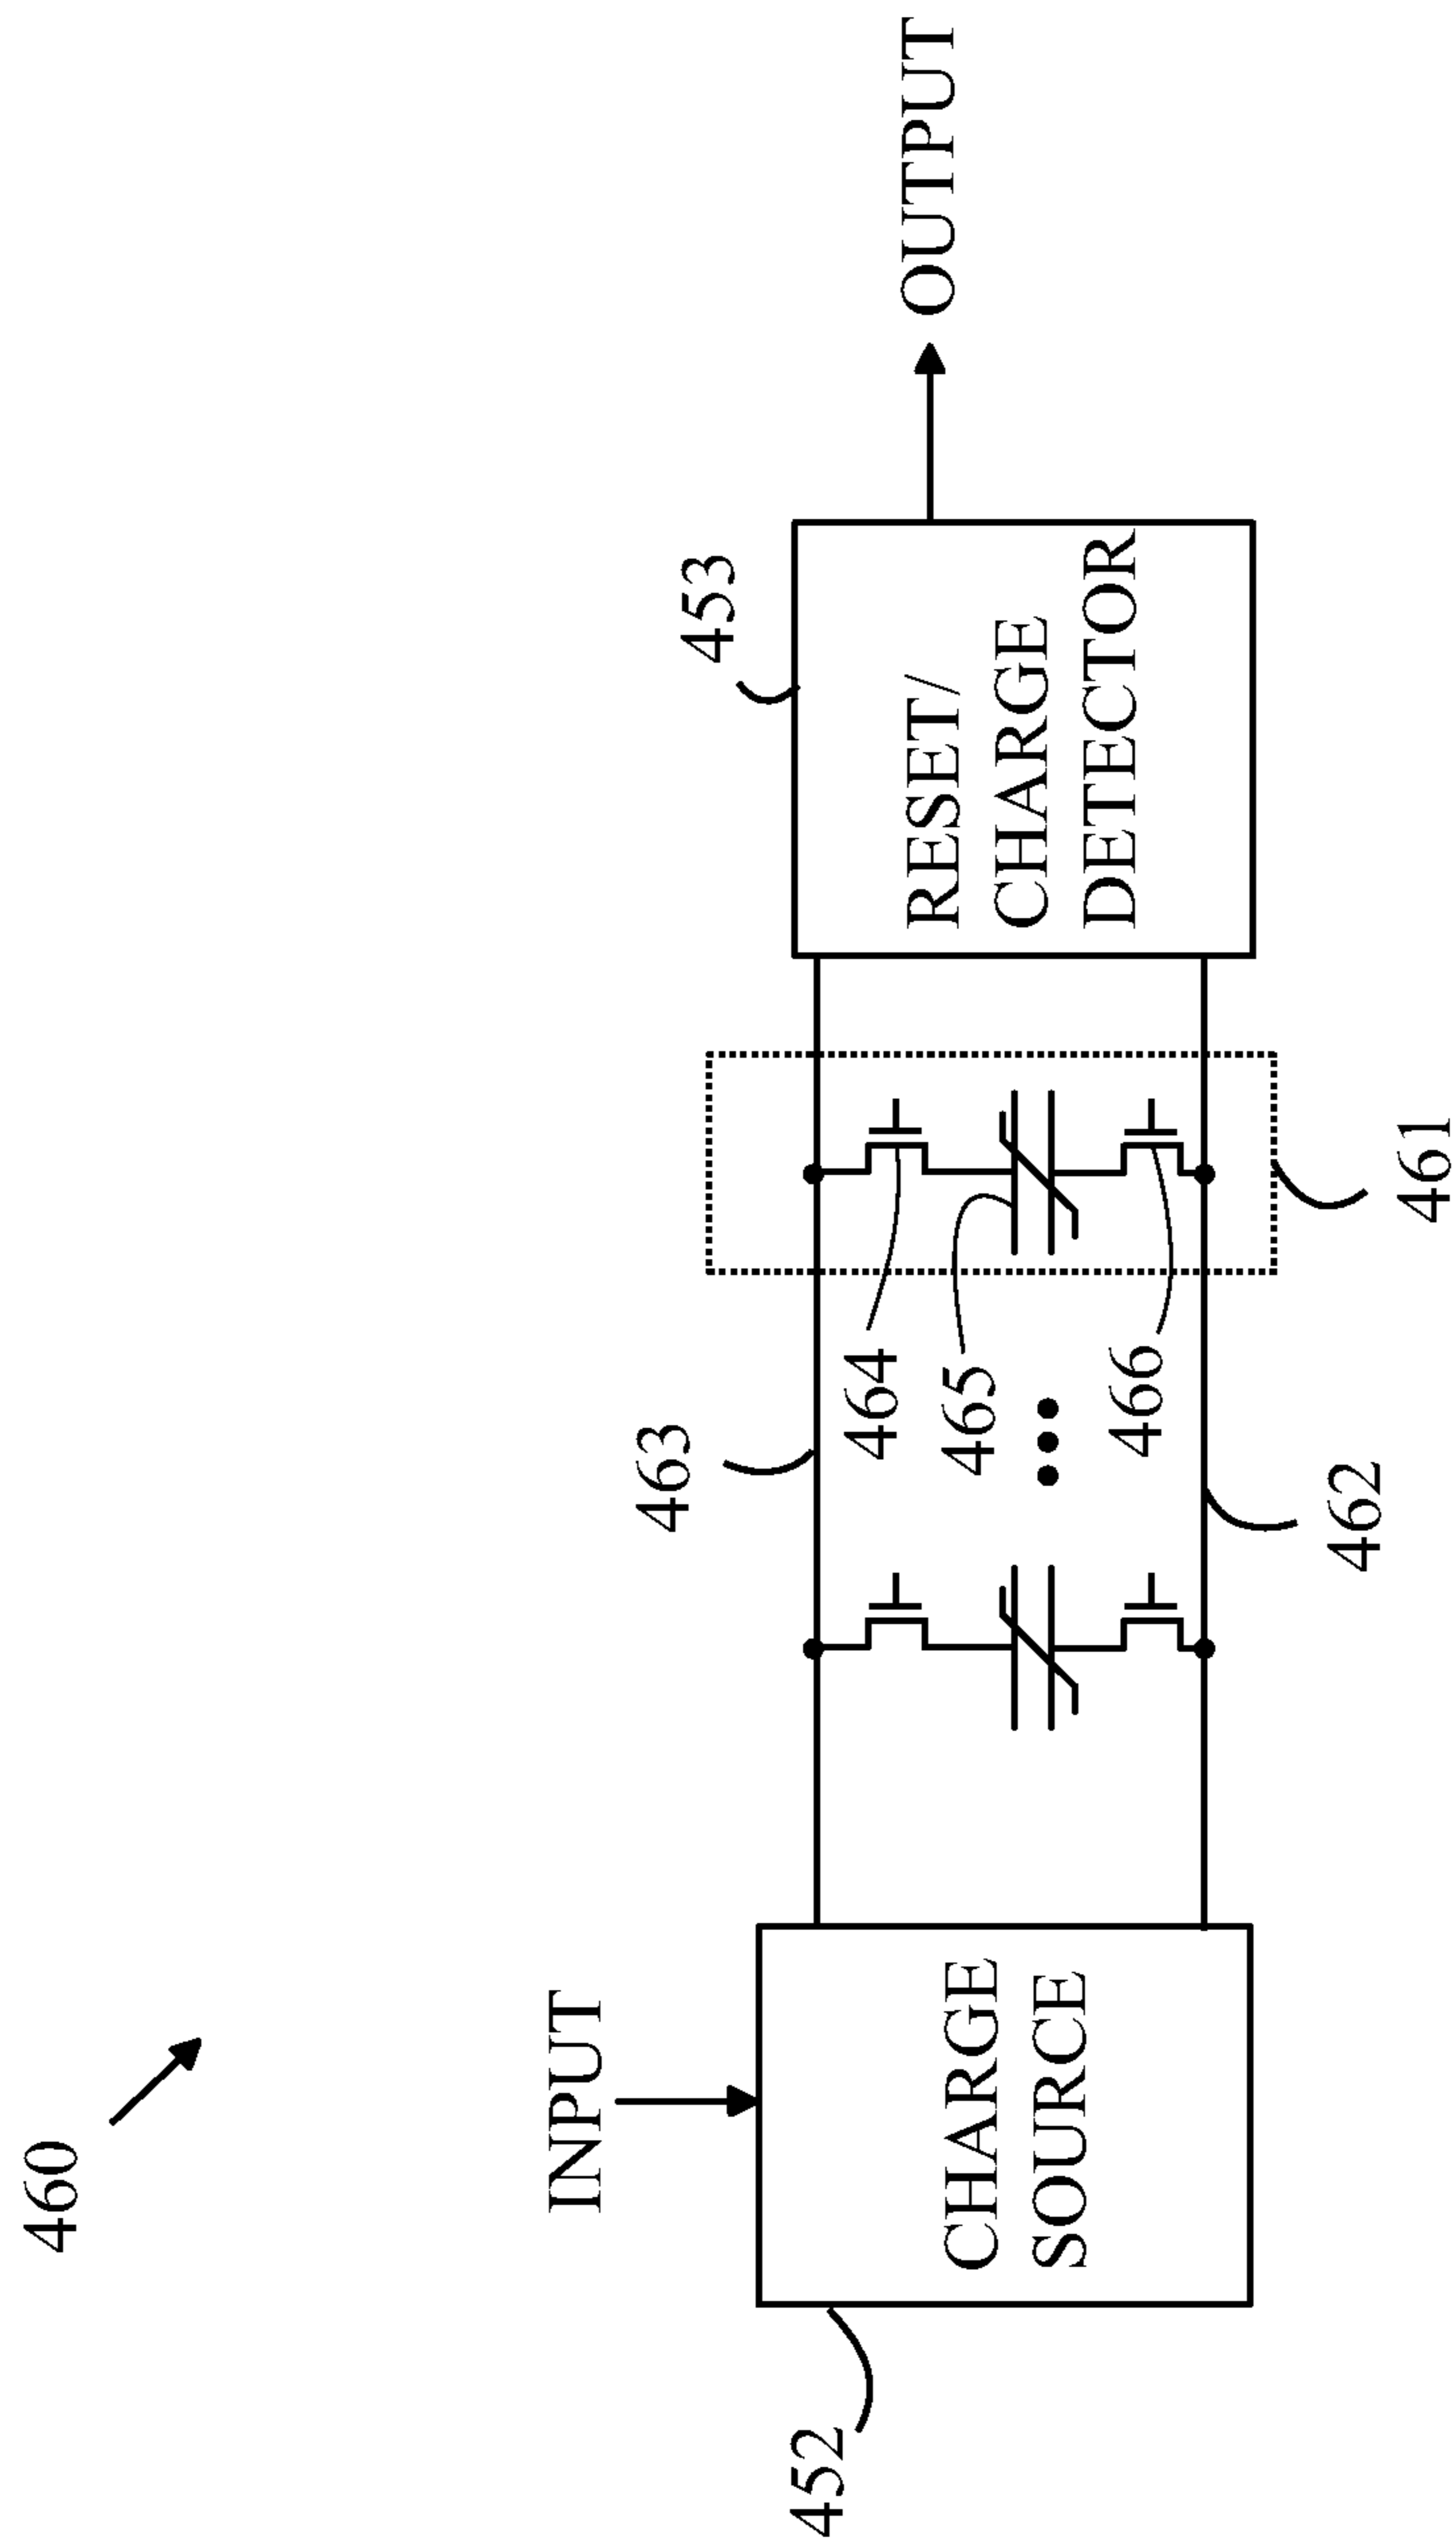 460
INPUT
452
CHARGE
SOURCE
463
464
465
466
462
461
453
RESET/
CHARGE
DETECTOR
OUTPUT